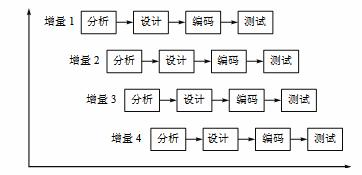 增量 1 分析 设计 编码 测试
增量 2 分析 设计 编码 测试
增量 3 分析 设计 编码 测试
增量 4 分析 设计 编码 测试